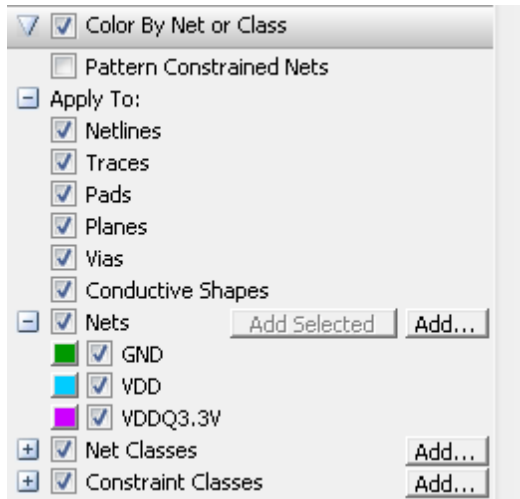 Color By Net or Class
Pattern Constrained Nets
Apply To:
Netlines
Traces
Pads
Planes
Vias
Conductive Shapes
Nets Add Selected Add...
GND
VDD
VDDQ3.3V
Net Classes Add...
Constraint Classes Add...